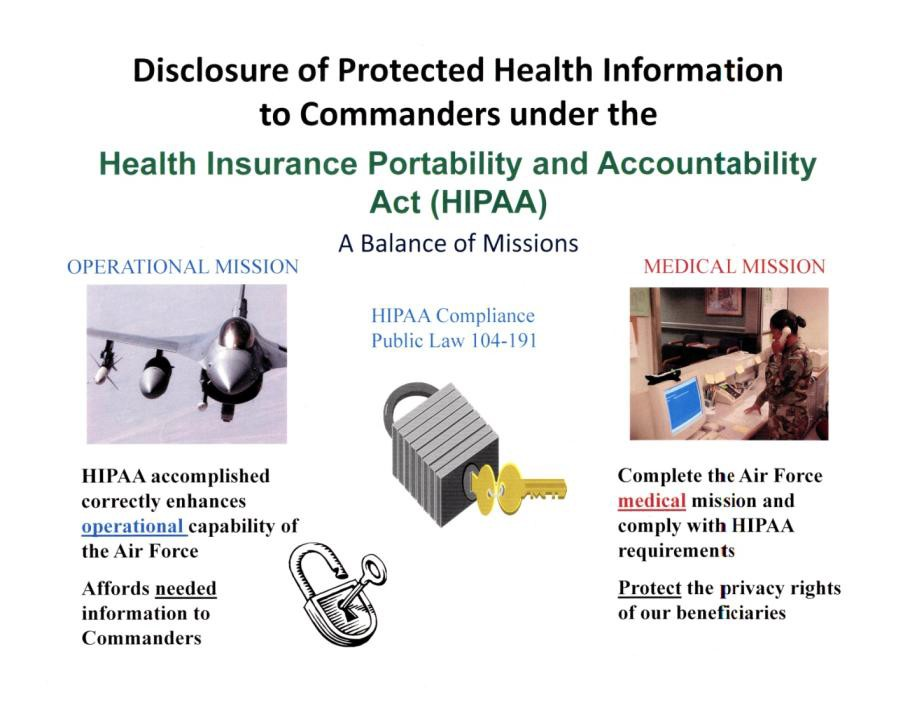 Disclosure of Protected Health Information
to Commanders under the
Health Insurance Portability and Accountability
Act (HIPAA)
A Balance of Missions
OPERATIONAL MISSION
HIPAA accomplished
correctly enhances
operational capability of
the Air Force
Affords needed
information to
Commanders
HIPAA Compliance
Public Law 104-191
MEDICAL MISSION
Complete the Air Force
medical mission and
comply with HIPAA
requirements
Protect the privacy rights
of our beneficiaries